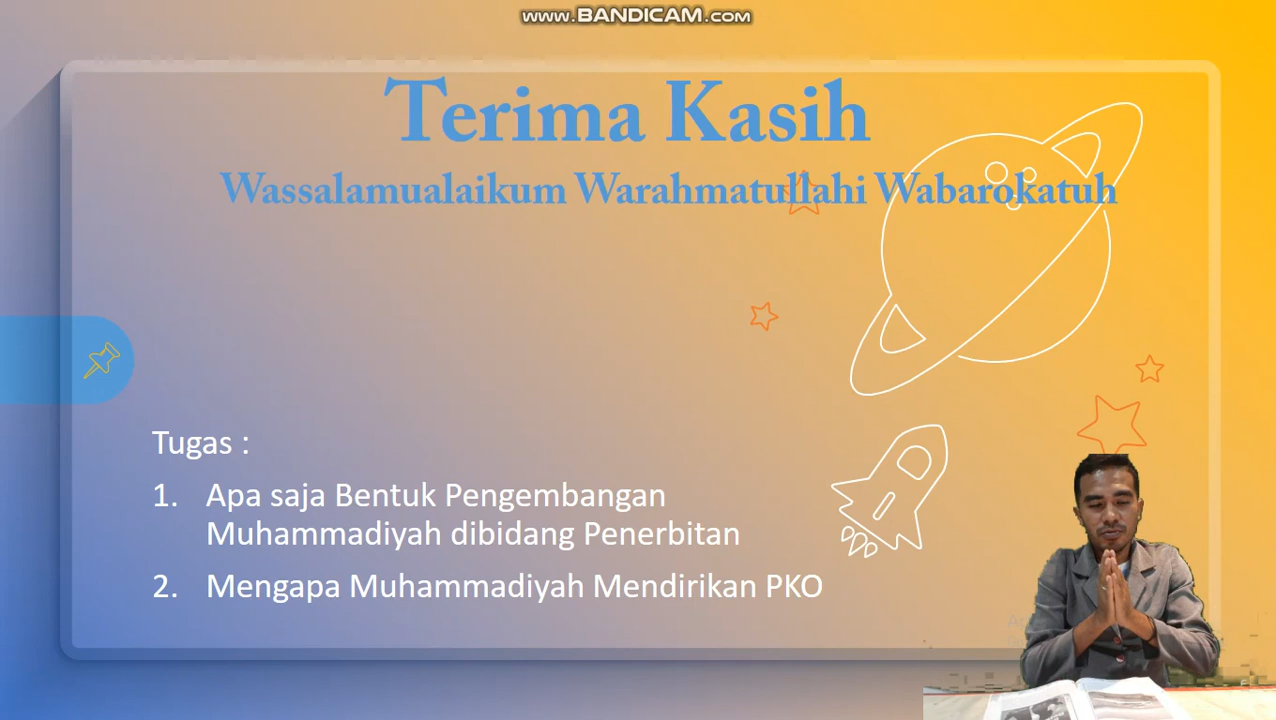 www.BANDICAM.com
Terima Kasih
Wassalamualaikum Warahmatullahi Wabarokatuh
Tugas :
1. Apa saja Bentuk Pengembangan
Muhammadiyah dibidang Penerbitan
2. Mengapa Muhammadiyah Mendirikan PKO